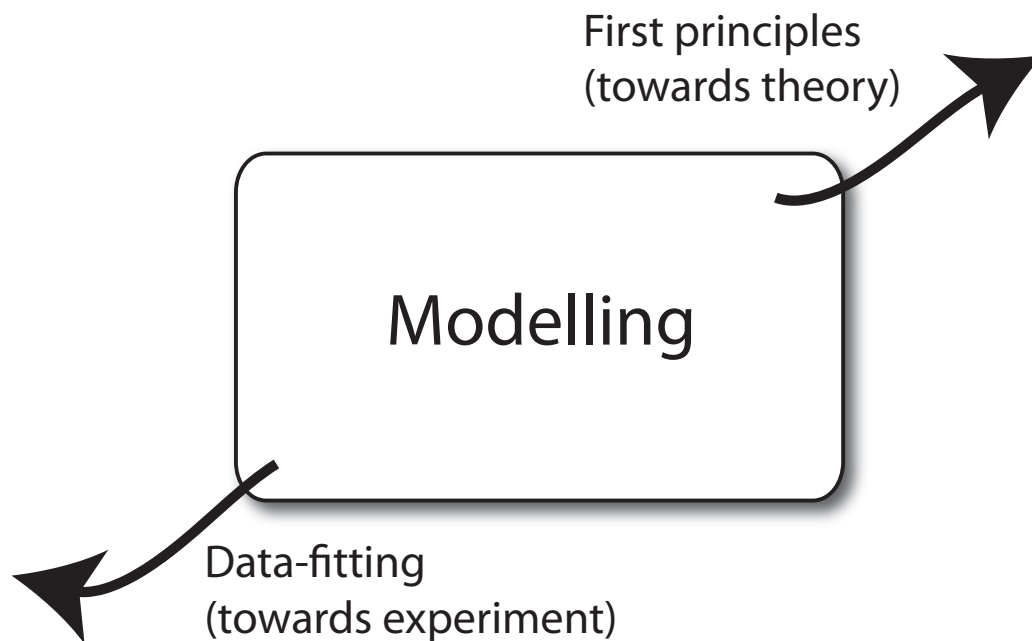 First principles
(towards theory)
Modelling
Data-fitting
(towards experiment)